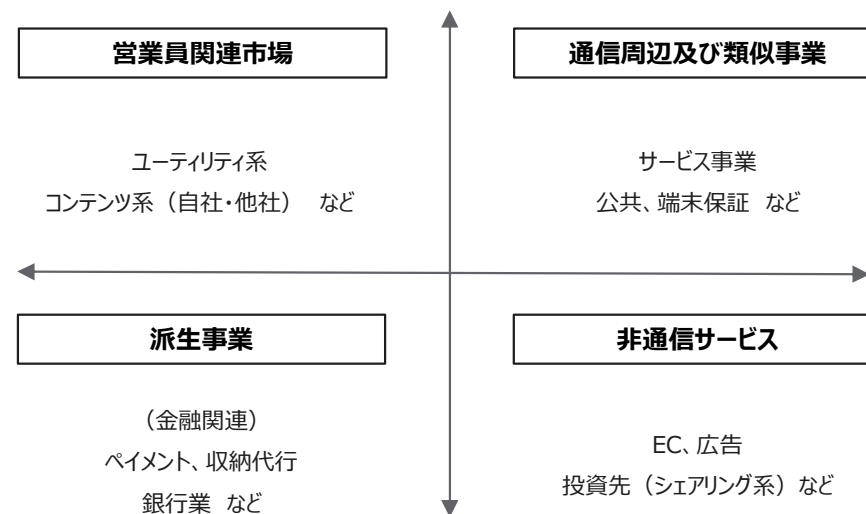 営業員関連市場
ユーティリティ系
コンテンツ系（自社・他社） など
通信周辺及び類似事業
サービス事業
公共、端末保証 など
派生事業
（金融関連）
ペイメント、収納代行
銀行業 など
非通信サービス
EC、広告
投資先（シェアリング系）など